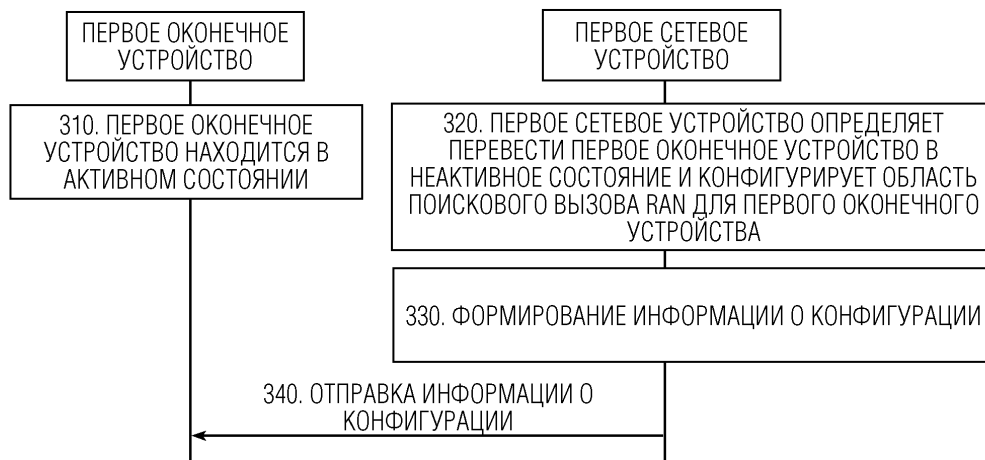 ПЕРВОЕ ОКОНЕЧНОЕ
УСТРОЙСТВО
ПЕРВОЕ СЕТЕВОЕ
УСТРОЙСТВО
310. ПЕРВОЕ ОКОНЕЧНОЕ
УСТРОЙСТВО НАХОДИТСЯ В
АКТИВНОМ СОСТОЯНИИ
320. ПЕРВОЕ СЕТЕВОЕ УСТРОЙСТВО ОПРЕДЕЛЯЕТ
ПЕРЕВЕСТИ ПЕРВОЕ ОКОНЕЧНОЕ УСТРОЙСТВО В
НЕАКТИВНОЕ СОСТОЯНИЕ И КОНФИГУРИРУЕТ ОБЛАСТЬ
ПОИСКОВОГО ВЫЗОВА RAN ДЛЯ ПЕРВОГО ОКОНЕЧНОГО
УСТРОЙСТВА
330. ФОРМИРОВАНИЕ ИНФОРМАЦИИ О КОНФИГУРАЦИИ
340. ОТПРАВКА ИНФОРМАЦИИ О
КОНФИГУРАЦИИ